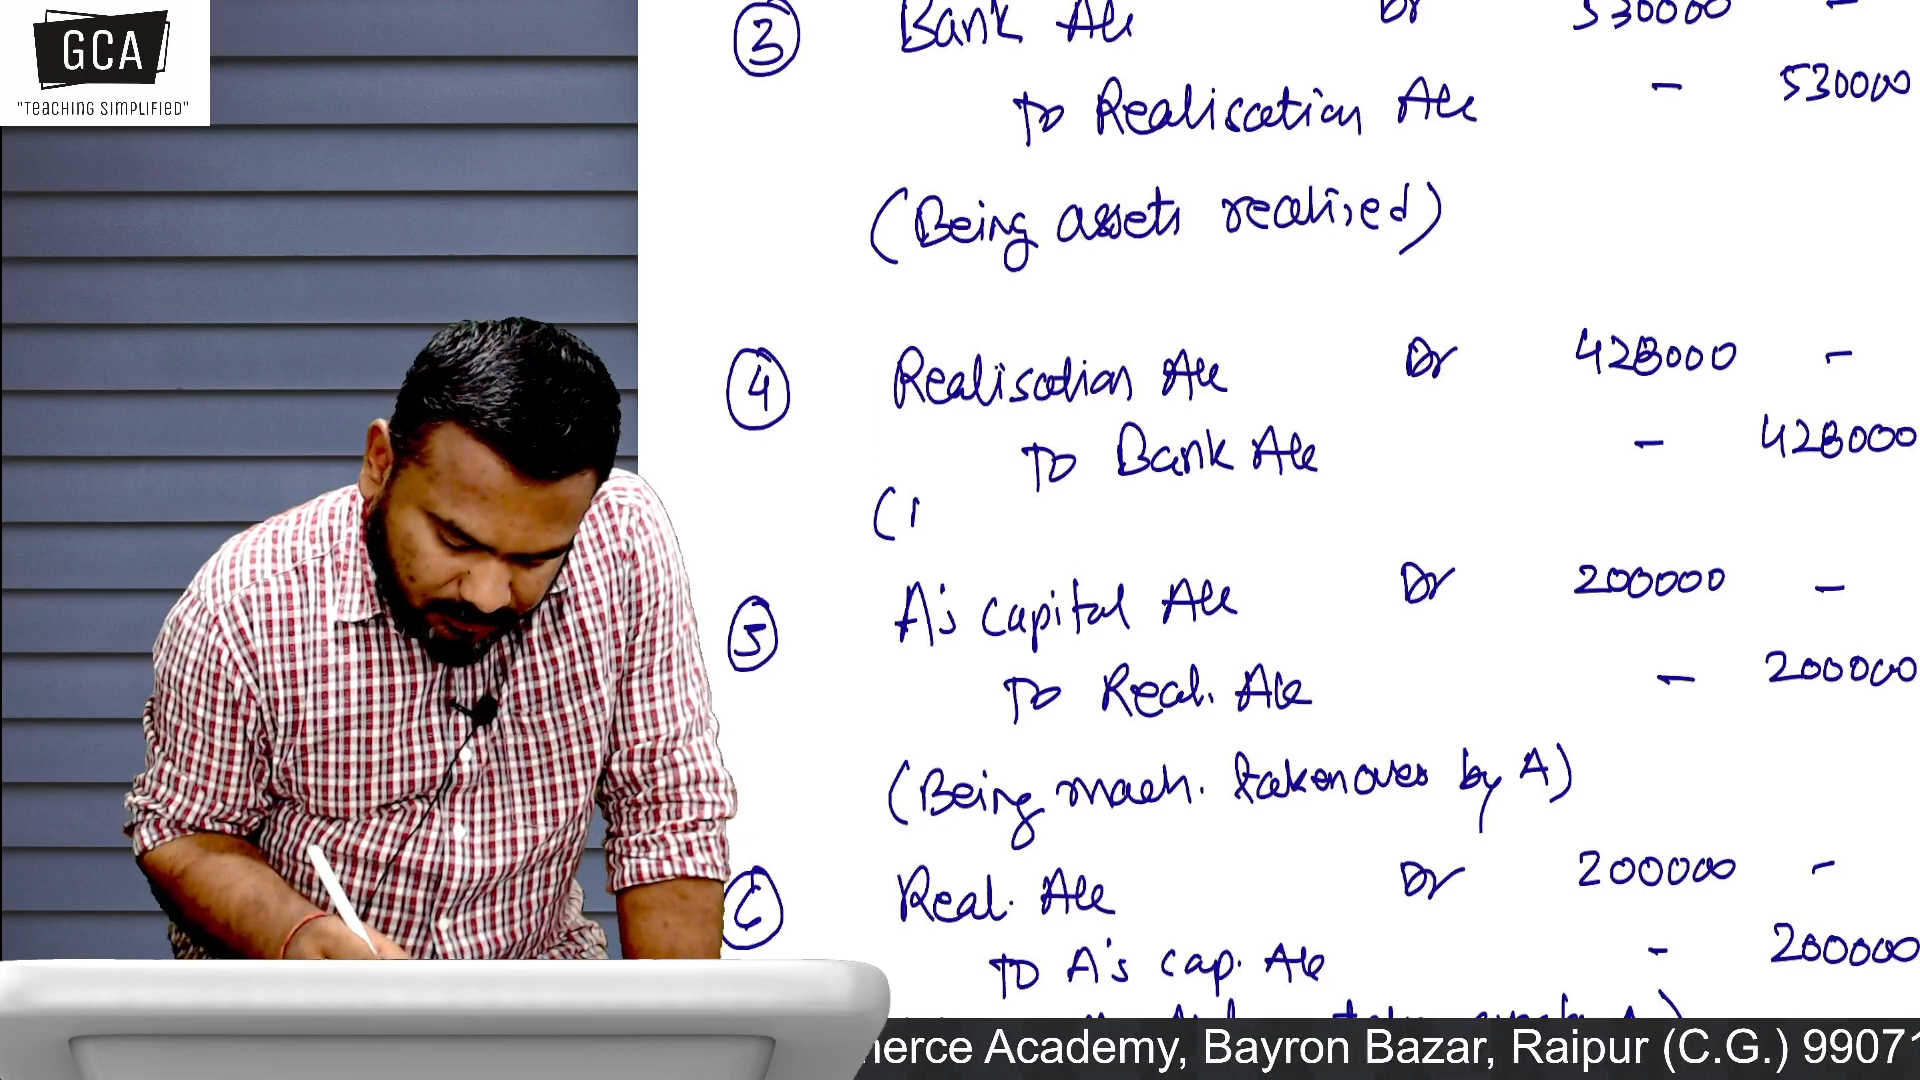 GCA
"TEACHING SIMPLIFIED"
3 Bank A/c Dr 530000 -
To Realisation A/c - 530000
(Being assets realised)
4 Realisation A/c Dr 428000 -
To Bank A/c - 428000
(
5 A's Capital A/c Dr 200000 -
To Real. A/c - 200000
(Being mach. taken over by A)
6 Real. A/c Dr 200000 -
To A's cap. A/c - 200000
merce Academy, Bayron Bazar, Raipur (C.G.) 99071